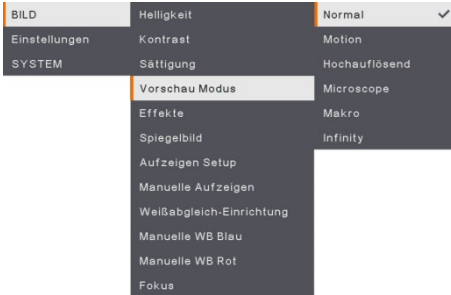 BILD
Einstellungen
SYSTEM
Helligkeit
Kontrast
Sättigung
Vorschau Modus
Effekte
Spiegelbild
Aufzeigen Setup
Manuelle Aufzeigen
Weißabgleich-Einrichtung
Manuelle WB Blau
Manuelle WB Rot
Fokus
Normal
Motion
Hochauflösend
Microscope
Makro
Infinity